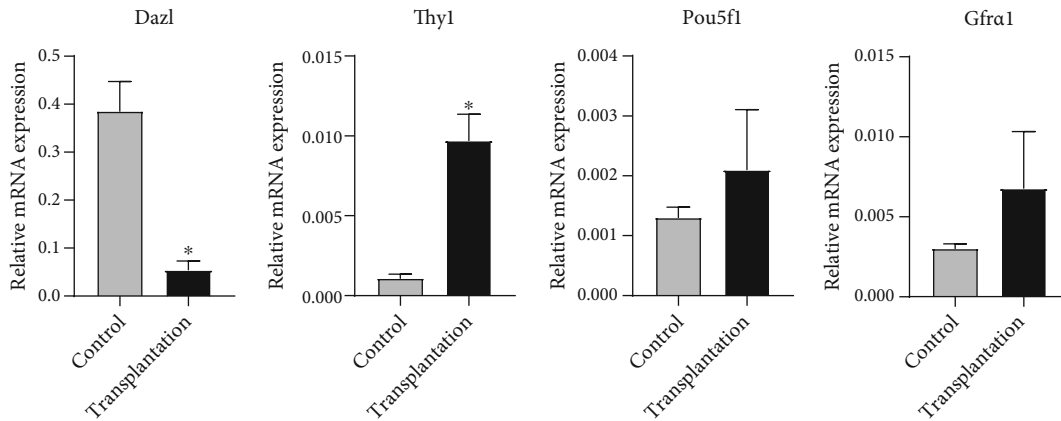 Dazl
Relative mRNA expression
0.5
0.4
0.3
0.2
0.1
0.0
*
Control
Transplantation
Thy1
Relative mRNA expression
0.015
0.010
0.005
0.000
*
Control
Transplantation
Pou5f1
Relative mRNA expression
0.004
0.003
0.002
0.001
0.000
Control
Transplantation
Gfrα1
Relative mRNA expression
0.015
0.010
0.005
0.000
Control
Transplantation